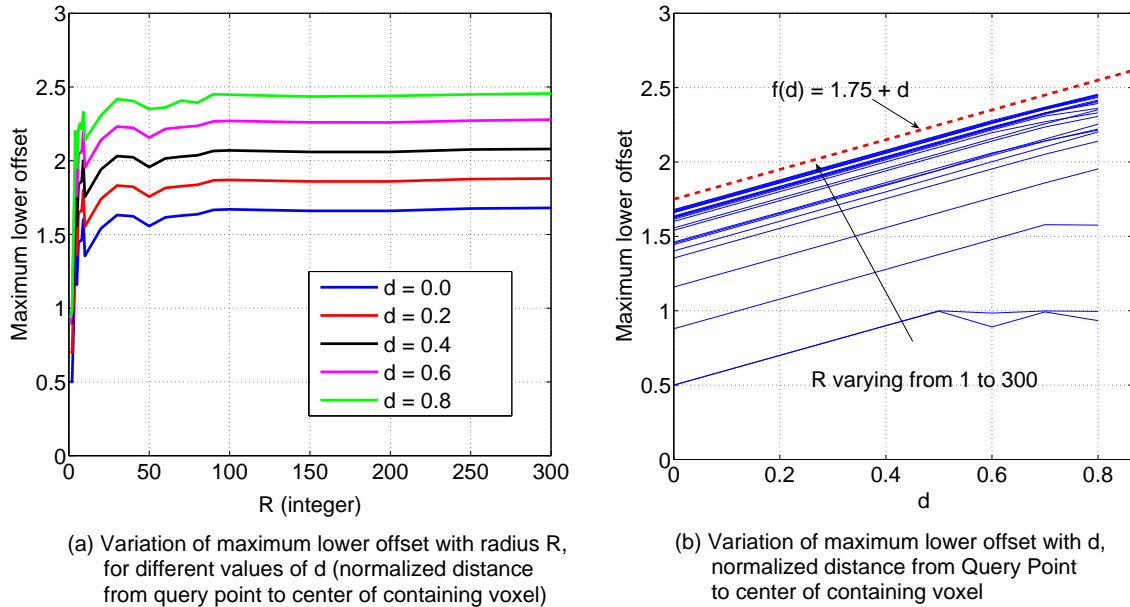 3
2.5
2
1.5
1
0.5
0
Maximum lower offset
0 50 100 150 200 250 300
R (integer)
d = 0.0
d = 0.2
d = 0.4
d = 0.6
d = 0.8
(a) Variation of maximum lower offset with radius R,
for different values of d (normalized distance
from query point to center of containing voxel)
3
2.5
2
1.5
1
0.5
0
Maximum lower offset
f(d) = 1.75 + d
R varying from 1 to 300
0 0.2 0.4 0.6 0.8
d
(b) Variation of maximum lower offset with d,
normalized distance from Query Point
to center of containing voxel